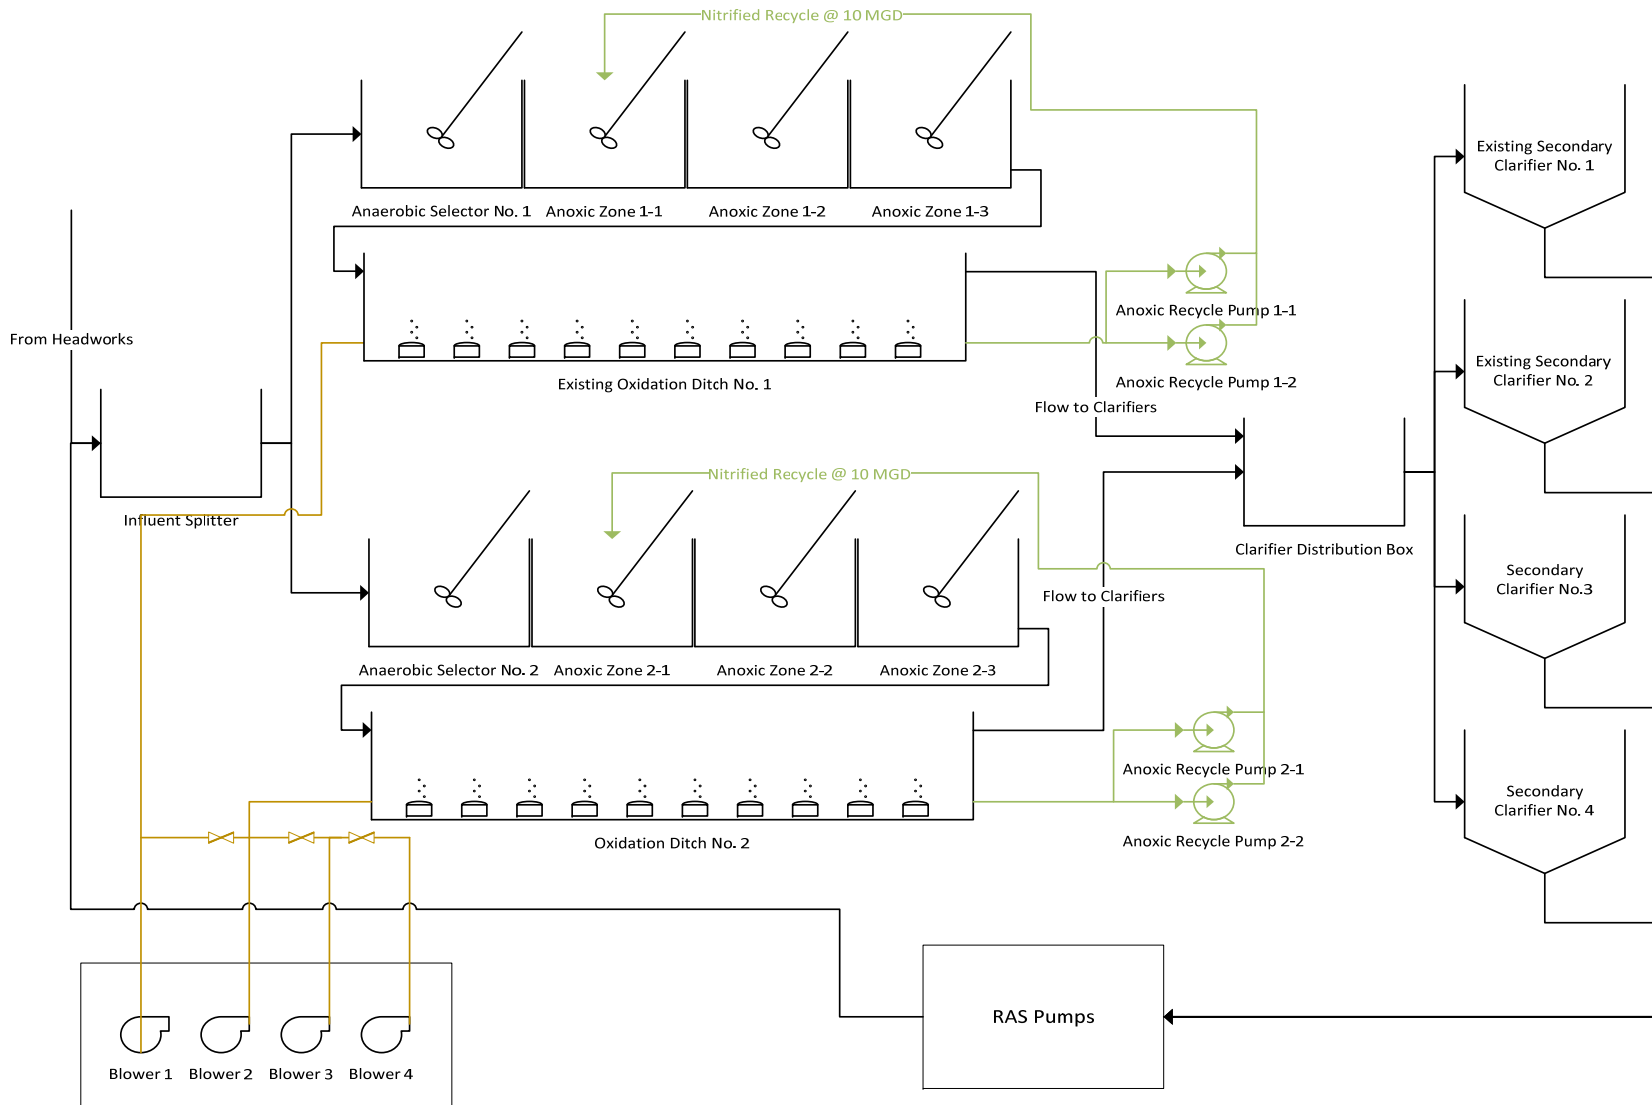 Nitrified Recycle @ 10 MGD
Existing Secondary
Clarifier No. 1
Anaerobic Selector No. 1
Anoxic Zone 1-1
Anoxic Zone 1-2
Anoxic Zone 1-3
From Headworks
Anoxic Recycle Pump 1-1
Existing Oxidation Ditch No. 1
Anoxic Recycle Pump 1-2
Existing Secondary
Clarifier No. 2
Flow to Clarifiers
Influent Splitter
Nitrified Recycle @ 10 MGD
Clarifier Distribution Box
Secondary
Clarifier No.3
Flow to Clarifiers
Anaerobic Selector No. 2
Anoxic Zone 2-1
Anoxic Zone 2-2
Anoxic Zone 2-3
Anoxic Recycle Pump 2-1
Oxidation Ditch No. 2
Anoxic Recycle Pump 2-2
Secondary
Clarifier No. 4
RAS Pumps
Blower 1
Blower 2
Blower 3
Blower 4